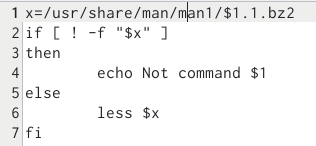 1 x=/usr/share/man/man1/$1.1.bz2
2 if [ ! -f "$x" ]
3 then
4         echo Not command $1
5 else
6         less $x
7 fi